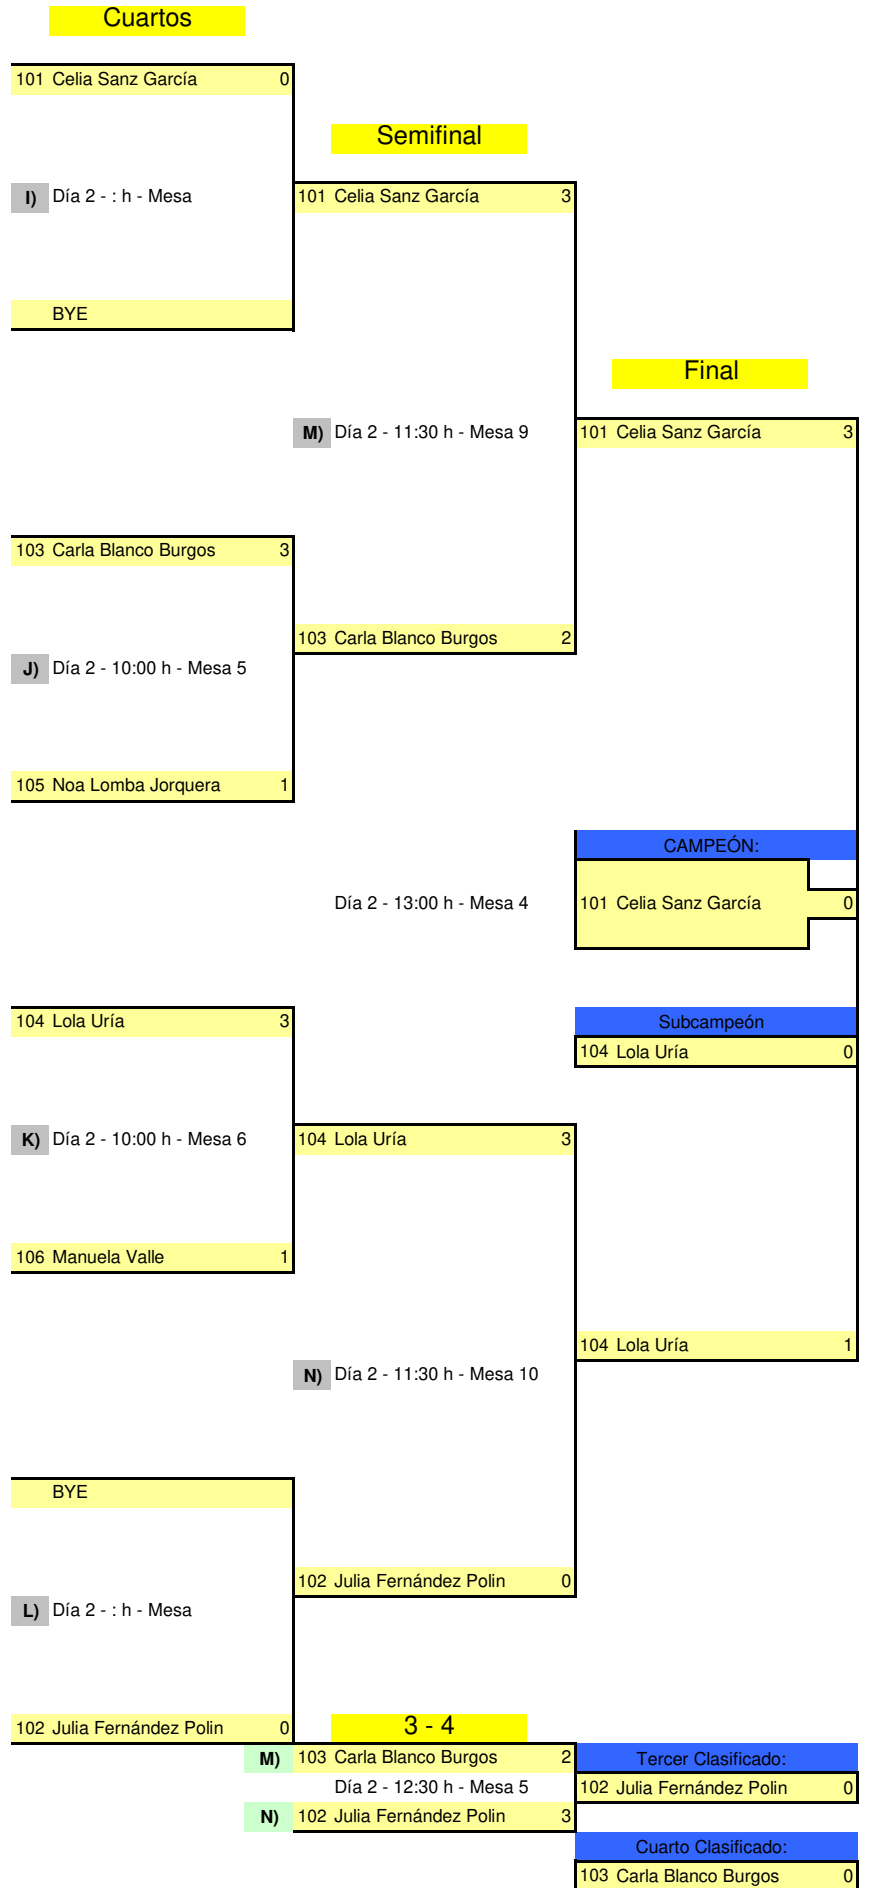 Cuartos
101 Celia Sanz García 0
Semifinal
I) Día 2 - : h - Mesa
101 Celia Sanz García 3
BYE
Final
M) Día 2 - 11:30 h - Mesa 9
101 Celia Sanz García 3
103 Carla Blanco Burgos 3
103 Carla Blanco Burgos 2
J) Día 2 - 10:00 h - Mesa 5
105 Noa Lomba Jorquera 1
CAMPEÓN:
Día 2 - 13:00 h - Mesa 4
101 Celia Sanz García 0
104 Lola Uría 3
Subcampeón
104 Lola Uría 0
K) Día 2 - 10:00 h - Mesa 6
104 Lola Uría 3
106 Manuela Valle 1
104 Lola Uría 1
N) Día 2 - 11:30 h - Mesa 10
BYE
102 Julia Fernández Polin 0
L) Día 2 - : h - Mesa
102 Julia Fernández Polin 0
3 - 4
M) 103 Carla Blanco Burgos 2
Tercer Clasificado:
Día 2 - 12:30 h - Mesa 5
102 Julia Fernández Polin 0
N) 102 Julia Fernández Polin 3
Cuarto Clasificado:
103 Carla Blanco Burgos 0